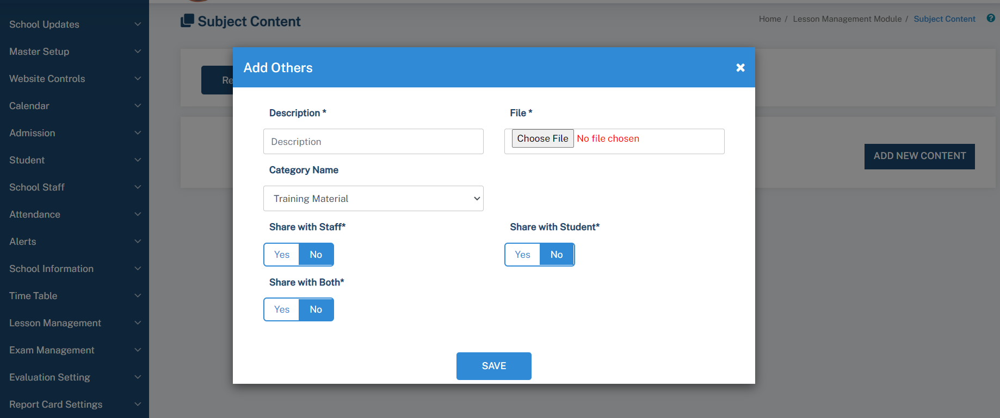 School Updates
Master Setup
Website Controls
Calendar
Admission
Student
School Staff
Attendance
Alerts
School Information
Time Table
Lesson Management
Exam Management
Evaluation Setting
Report Card Settings
Subject Content
Home / Lesson Management Module / Subject Content ?
Re
ADD NEW CONTENT
Add Others
Description * File *
Description Choose File No file chosen
Category Name
Training Material
Share with Staff* Share with Student*
Yes No Yes No
Share with Both*
Yes No
SAVE